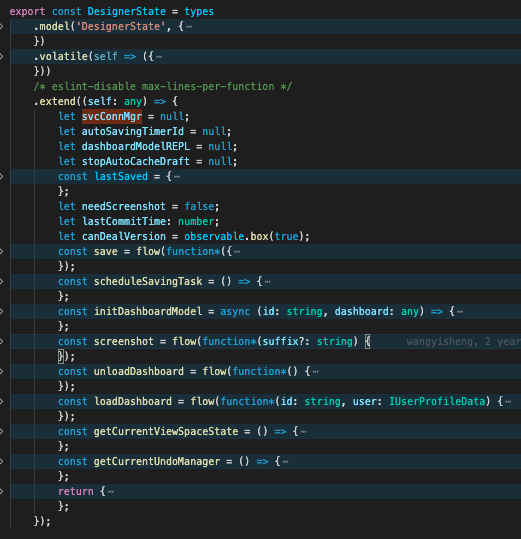 export const DesignerState = types
.model('DesignerState', {⋯
})
.volatile(self => ({⋯
}))
/* eslint-disable max-lines-per-function */
.extend((self: any) => {
let svcConnMgr = null;
let autoSavingTimerId = null;
let dashboardModelREPL = null;
let stopAutoCacheDraft = null;
const lastSaved = {⋯
};
let needScreenshot = false;
let lastCommitTime: number;
let canDealVersion = observable.box(true);
const save = flow(function*({⋯
});
const scheduleSavingTask = () => {⋯
};
const initDashboardModel = async (id: string, dashboard: any) => {⋯
};
const screenshot = flow(function*(suffix?: string) { wangyisheng, 2 year
});
const unloadDashboard = flow(function*() {⋯
});
const loadDashboard = flow(function*(id: string, user: IUserProfileData) {⋯
});
const getCurrentViewSpaceState = () => {⋯
};
const getCurrentUndoManager = () => {⋯
};
return {⋯
};
});